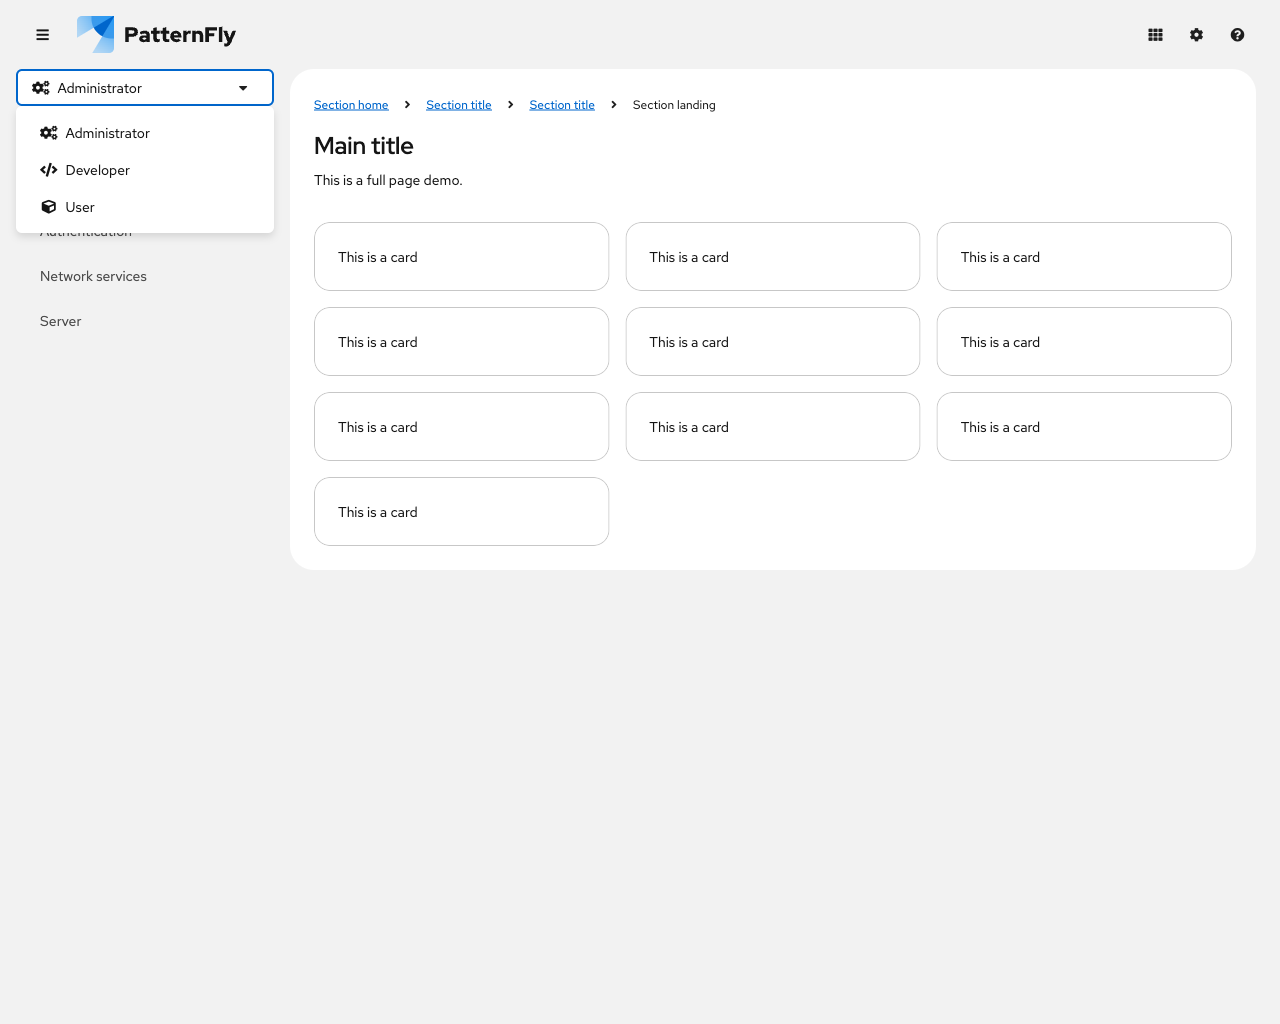 PatternFly
Administrator
Administrator
Developer
User
Authentication
Network services
Server
Section home
Section title
Section title
Section landing
Main title
This is a full page demo.
This is a card
This is a card
This is a card
This is a card
This is a card
This is a card
This is a card
This is a card
This is a card
This is a card